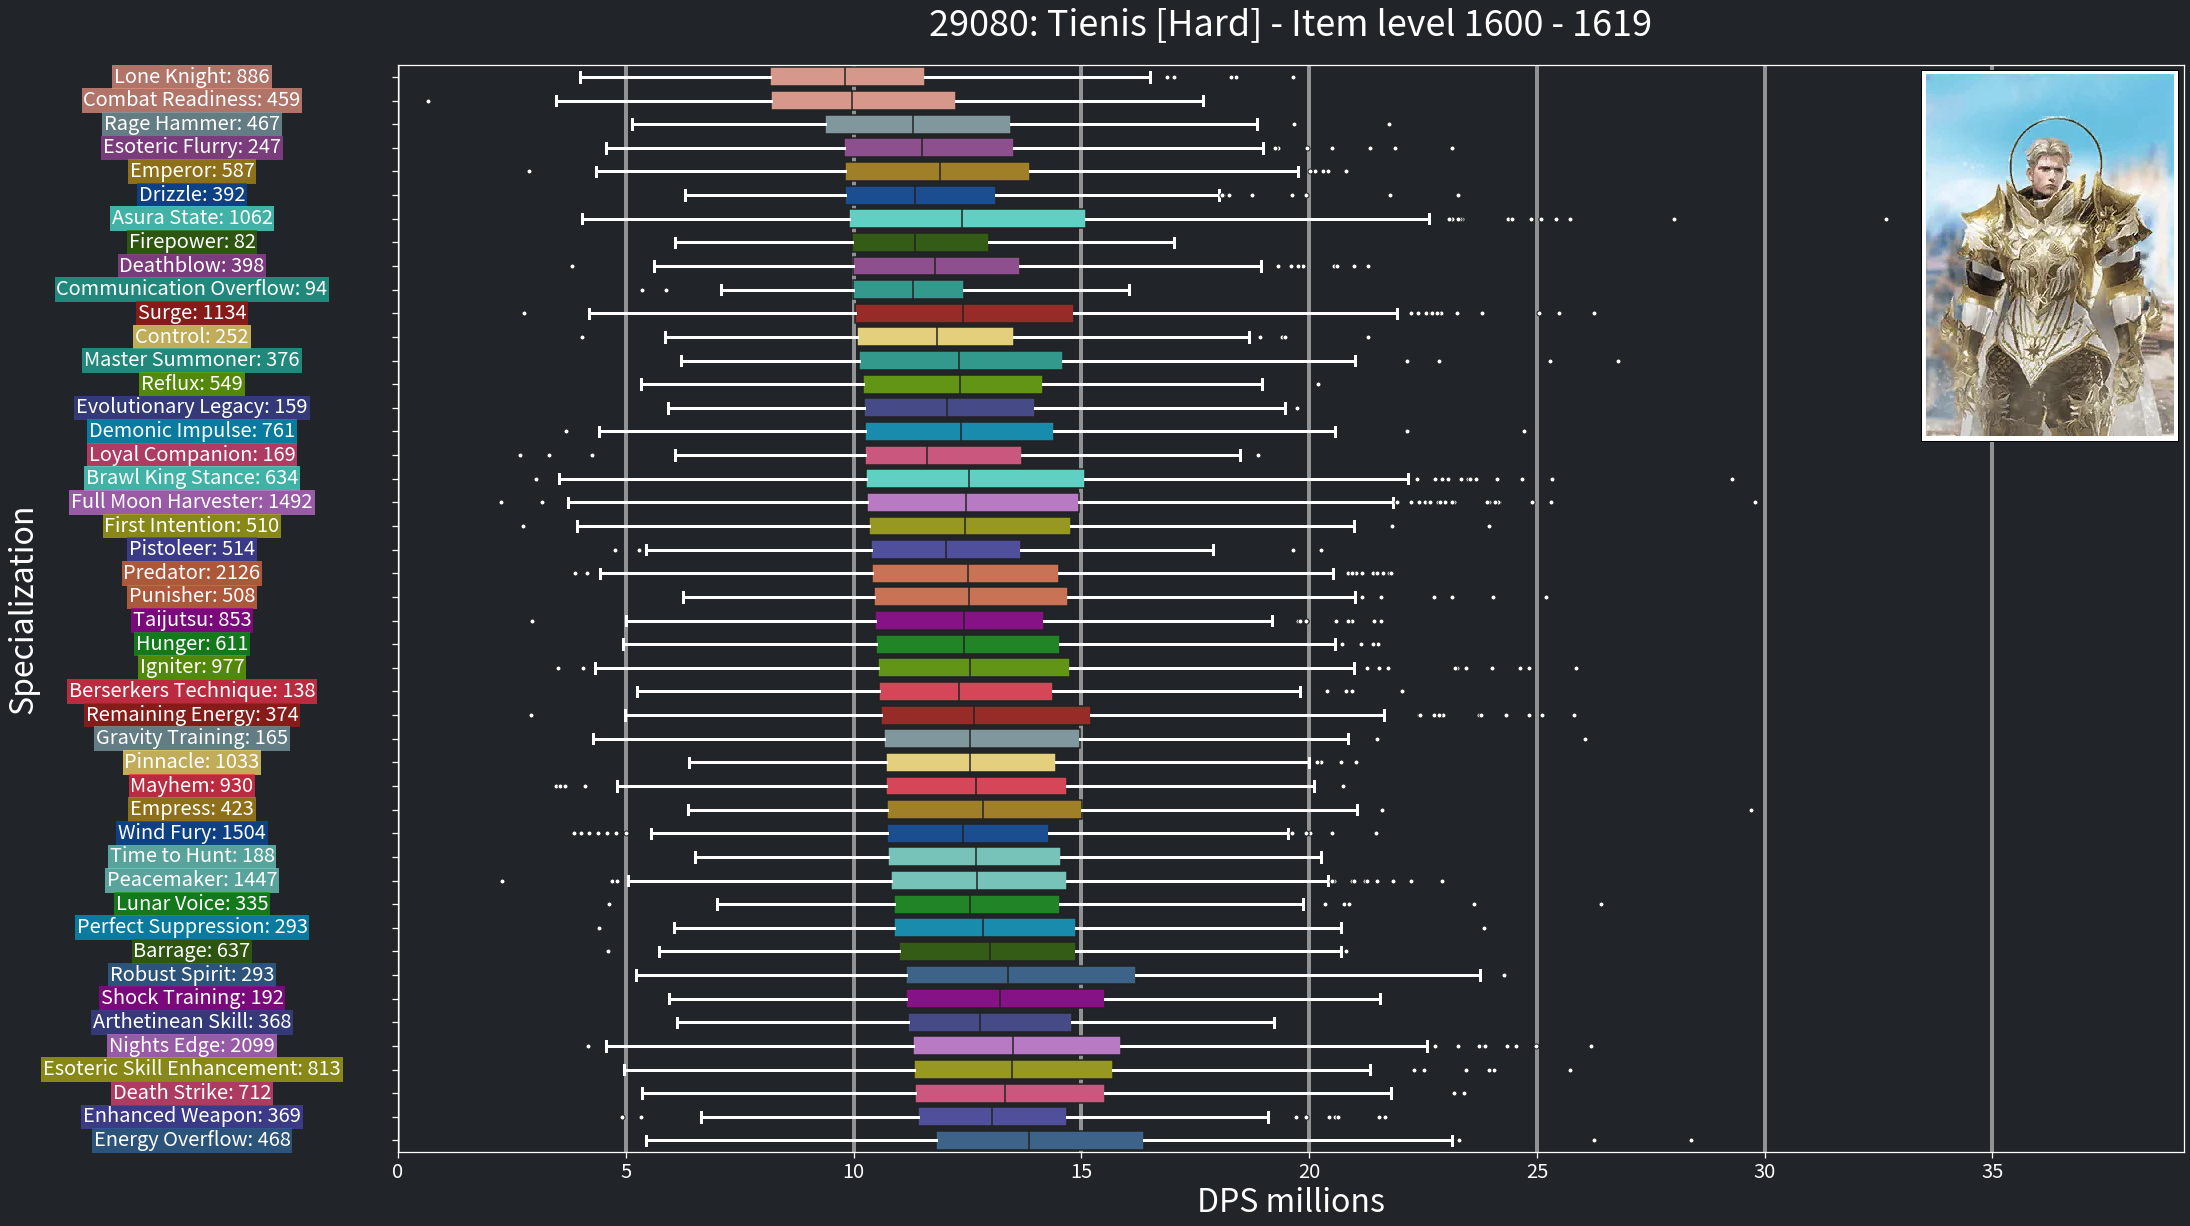 29080: Tienis [Hard] - Item level 1600 - 1619
Specialization
Lone Knight: 886
Combat Readiness: 459
Rage Hammer: 467
Esoteric Flurry: 247
Emperor: 587
Drizzle: 392
Asura State: 1062
Firepower: 82
Deathblow: 398
Communication Overflow: 94
Surge: 1134
Control: 252
Master Summoner: 376
Reflux: 549
Evolutionary Legacy: 159
Demonic Impulse: 761
Loyal Companion: 169
Brawl King Stance: 634
Full Moon Harvester: 1492
First Intention: 510
Pistoleer: 514
Predator: 2126
Punisher: 508
Taijutsu: 853
Hunger: 611
Igniter: 977
Berserkers Technique: 138
Remaining Energy: 374
Gravity Training: 165
Pinnacle: 1033
Mayhem: 930
Empress: 423
Wind Fury: 1504
Time to Hunt: 188
Peacemaker: 1447
Lunar Voice: 335
Perfect Suppression: 293
Barrage: 637
Robust Spirit: 293
Shock Training: 192
Arthetinean Skill: 368
Nights Edge: 2099
Esoteric Skill Enhancement: 813
Death Strike: 712
Enhanced Weapon: 369
Energy Overflow: 468
0 5 10 15 20 25 30 35
DPS millions